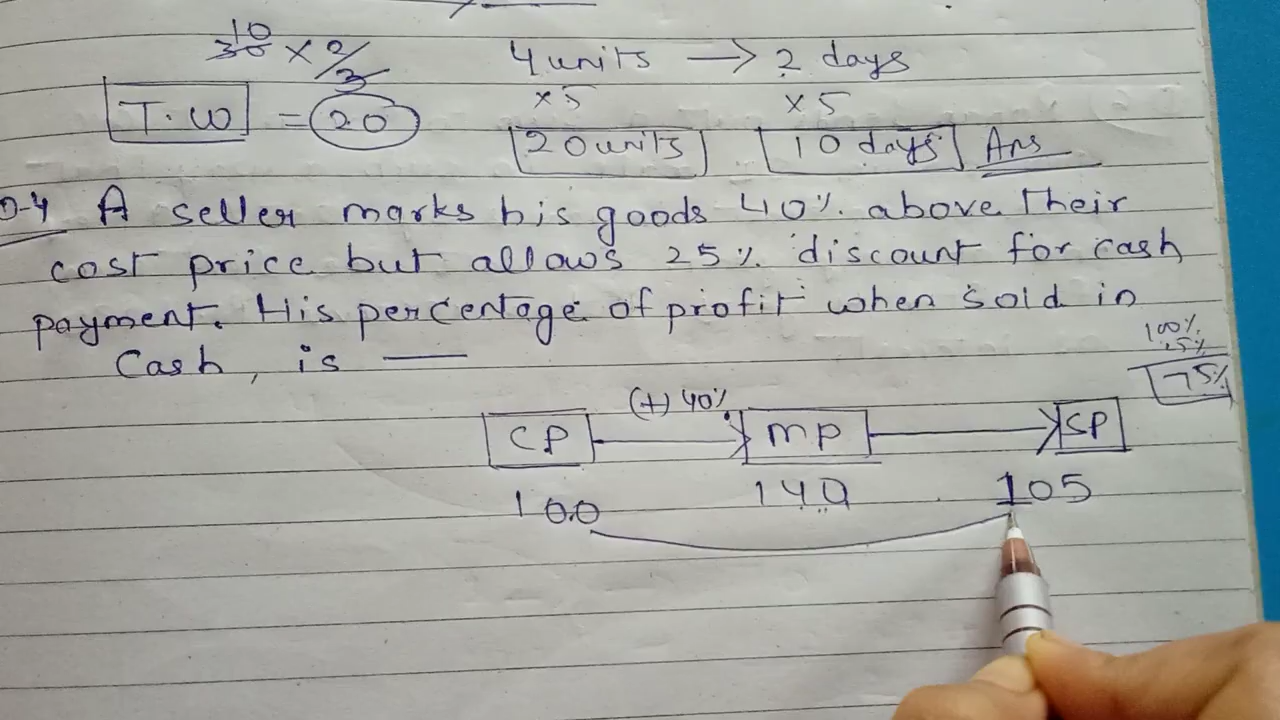 10
30 × 2/3
4 units → 2 days
×5 ×5
T.W = 20
20 units 10 days Ans
Q-4 A seller marks his goods 40% above Their
cost price but allows 25% discount for cash
payment. His percentage of profit when sold in
Cash, is ——
100%
25%
75%
(+) 40%
CP MP SP
100 140 105